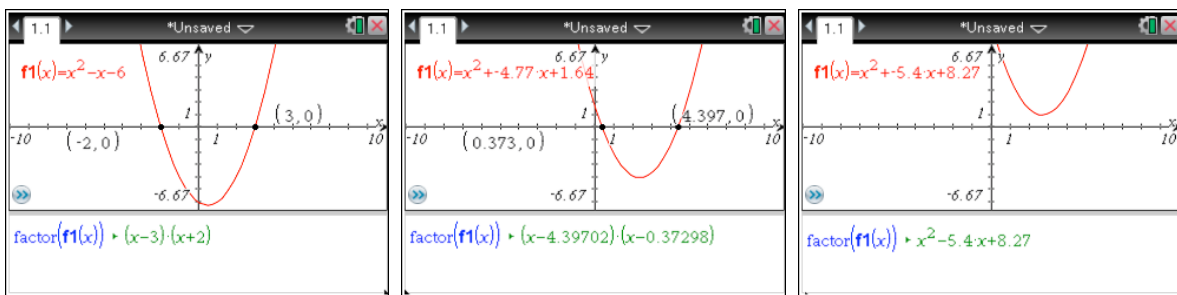 1.1 *Unsaved
6.67 y
f1(x)=x²-x-6
1
(3,0)
x
-10 (-2,0) 1 10
-6.67
factor(f1(x)) ▸ (x-3)·(x+2)
1.1 *Unsaved
6.67 y
f1(x)=x²+-4.77·x+1.64
1
(4.397,0)
x
-10 (0.373,0) 1 10
-6.67
factor(f1(x)) ▸ (x-4.39702)·(x-0.37298)
1.1 *Unsaved
6.67 y
f1(x)=x²+-5.4·x+8.27
1
x
-10 1 10
-6.67
factor(f1(x)) ▸ x²-5.4·x+8.27